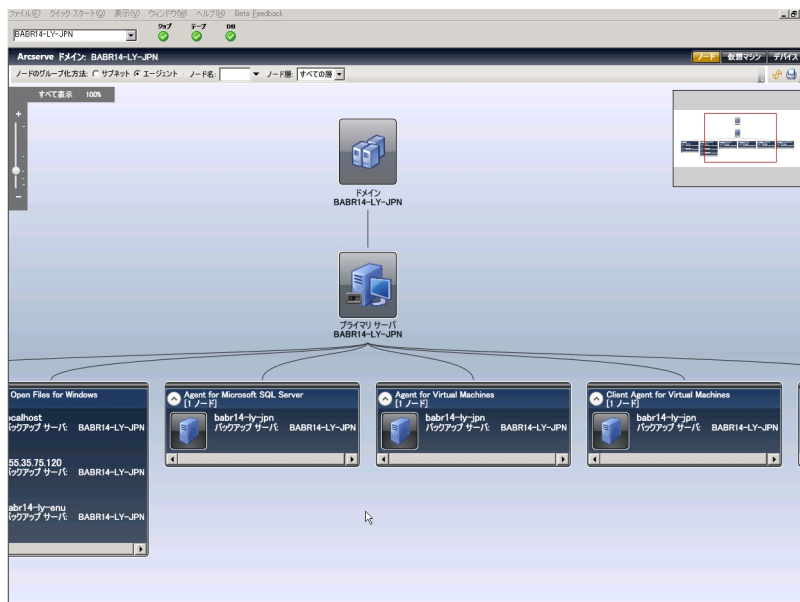 ファイル(F) クイック スタート(Q) 表示(V) ウィンドウ(W) ヘルプ(H) Beta Feedback
BABR14-LY-JPN
ジョブ テープ DB
Arcserve ドメイン: BABR14-LY-JPN
ノード 仮想マシン デバイス
ノードのグループ化方法: サブネット エージェント ノード名: ノード層: すべての層
すべて表示 100%
ドメイン
BABR14-LY-JPN
プライマリ サーバ
BABR14-LY-JPN
Open Files for Windows
ocalhost
バックアップ サーバ: BABR14-LY-JPN
55.35.75.120
バックアップ サーバ: BABR14-LY-JPN
abr14-ly-enu
バックアップ サーバ: BABR14-LY-JPN
Agent for Microsoft SQL Server
[1 ノード]
babr14-ly-jpn
バックアップ サーバ: BABR14-LY-JPN
Agent for Virtual Machines
[1 ノード]
babr14-ly-jpn
バックアップ サーバ: BABR14-LY-JPN
Client Agent for Virtual Machines
[1 ノード]
babr14-ly-jpn
バックアップ サーバ: BABR14-LY-JPN